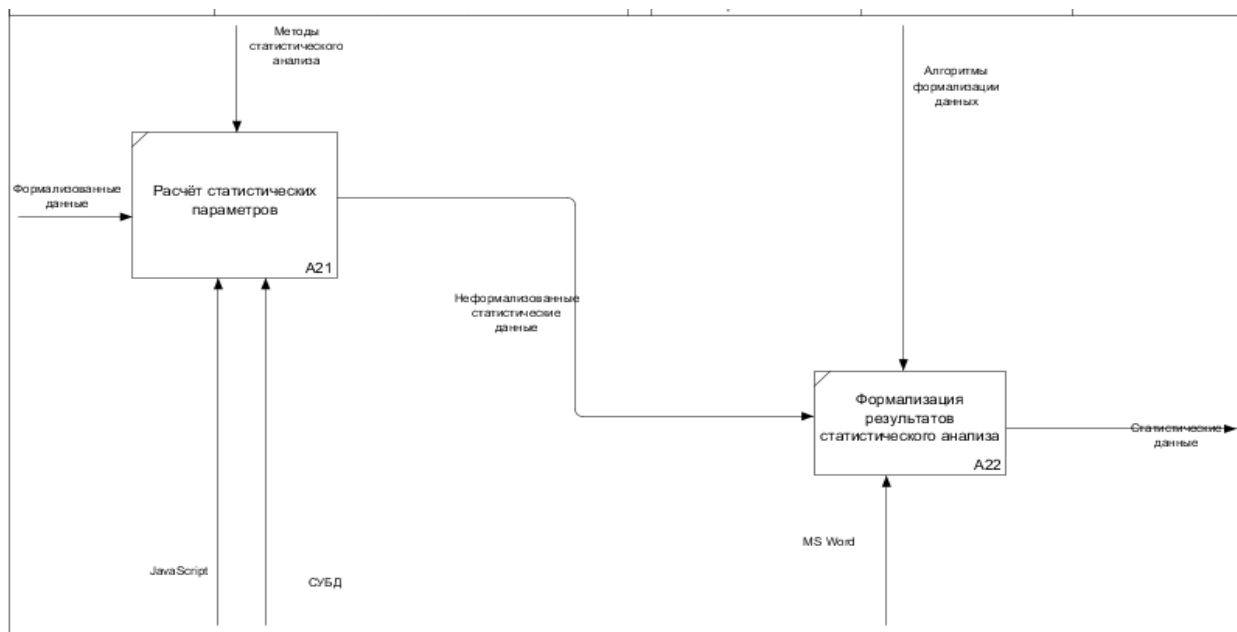 Методы
статистического
анализа
Алгоритмы
формализации
данных
Формализованные
данные
Расчёт статистических
параметров
A21
Неформализованные
статистические
данные
Формализация
результатов
статистического анализа
A22
Статистические
данные
MS Word
JavaScript
СУБД